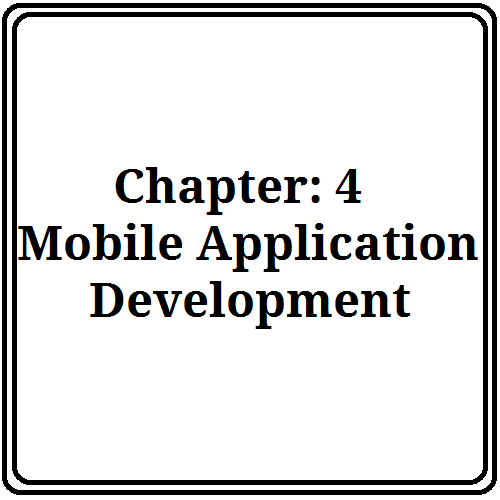 Chapter: 4
Mobile Application
Development